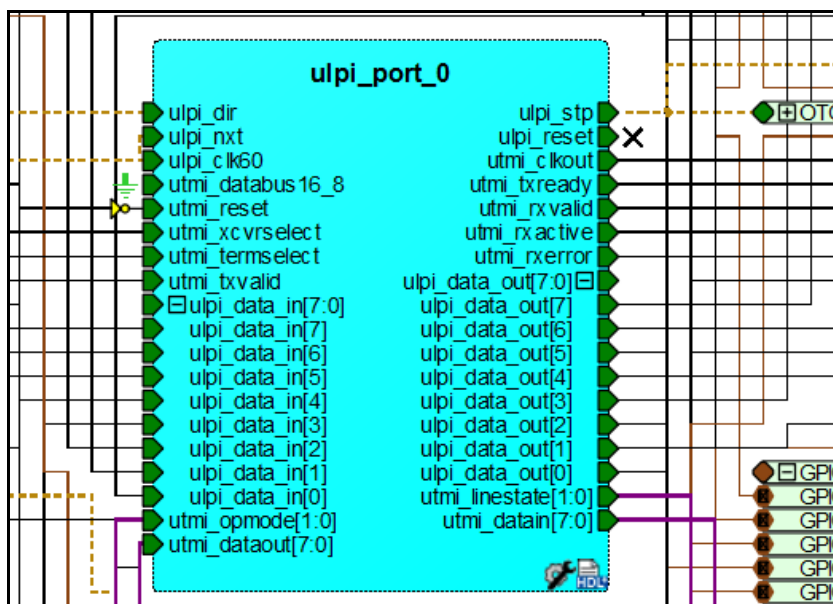 ulpi_port_0
ulpi_dir
ulpi_nxt
ulpi_clk60
utmi_databus16_8
utmi_reset
utmi_xcvrselect
utmi_termselect
utmi_txvalid
ulpi_data_in[7:0]
ulpi_data_in[7]
ulpi_data_in[6]
ulpi_data_in[5]
ulpi_data_in[4]
ulpi_data_in[3]
ulpi_data_in[2]
ulpi_data_in[1]
ulpi_data_in[0]
utmi_opmode[1:0]
utmi_dataout[7:0]
ulpi_stp
ulpi_reset
utmi_clkout
utmi_txready
utmi_rxvalid
utmi_rxactive
utmi_rxerror
ulpi_data_out[7:0]
ulpi_data_out[7]
ulpi_data_out[6]
ulpi_data_out[5]
ulpi_data_out[4]
ulpi_data_out[3]
ulpi_data_out[2]
ulpi_data_out[1]
ulpi_data_out[0]
utmi_linestate[1:0]
utmi_datain[7:0]
HDL+